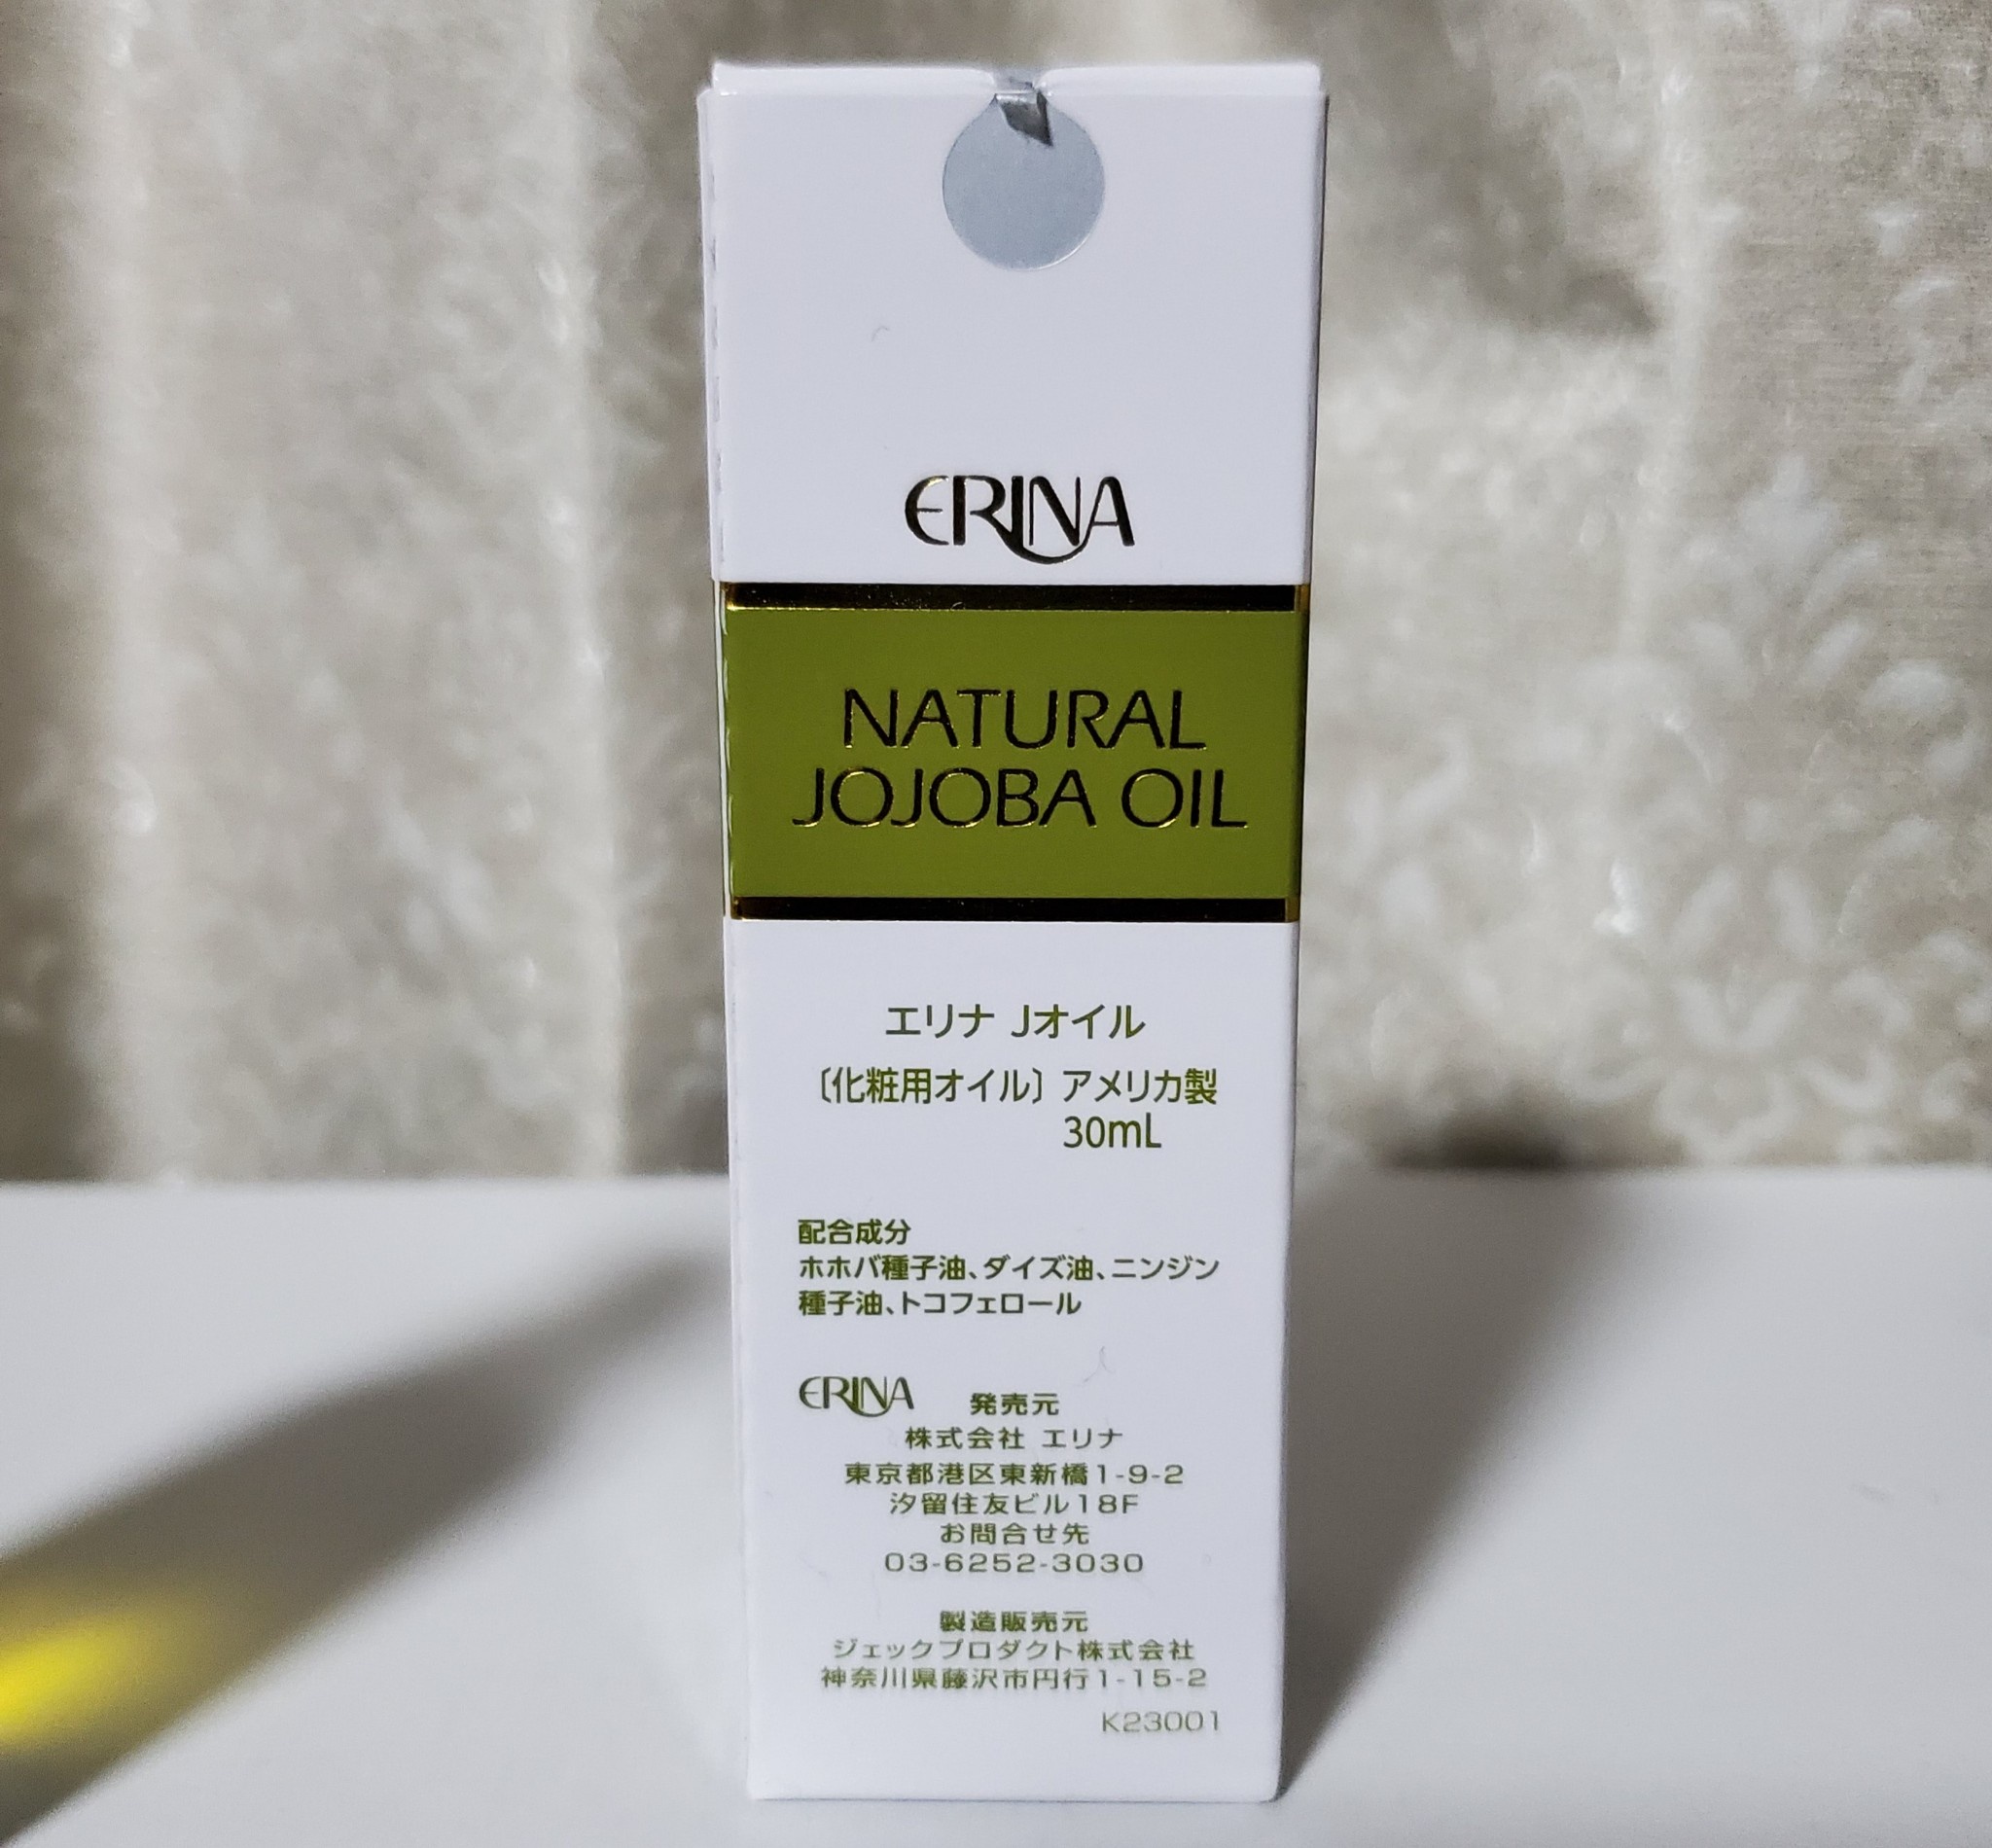 ERINA
NATURAL
JOJOBA OIL
エリナ Jオイル
〔化粧用オイル〕アメリカ製
30mL
配合成分
ホホバ種子油、ダイズ油、ニンジン
種子油、トコフェロール
ERINA 発売元
株式会社 エリナ
東京都港区東新橋1-9-2
汐留住友ビル18F
お問合せ先
03-6252-3030
製造販売元
ジェックプロダクト株式会社
神奈川県藤沢市円行1-15-2
K23001